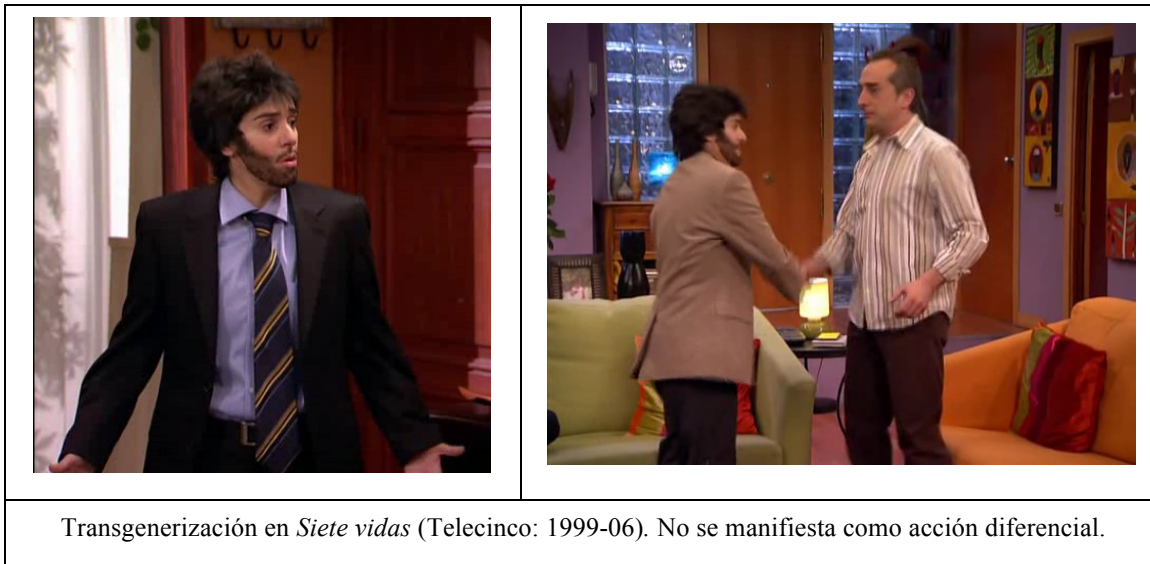 Transgenerización en Siete vidas (Telecinco: 1999-06). No se manifiesta como acción diferencial.